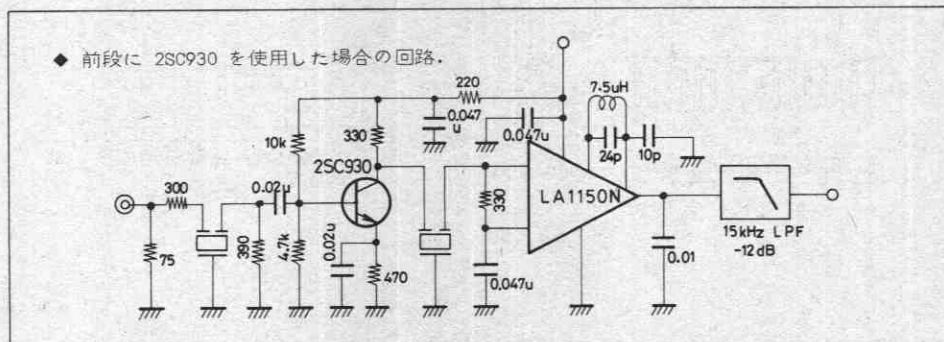 ◆ 前段に 2SC930 を使用した場合の回路.
220
7.5uH
0.047
u
330
10k
0.047u
24p
10p
2SC930
300
0.02u
330
LA1150N
15kHz LPF
-12dB
75
390
4.7k
0.02u
470
0.047u
0.01